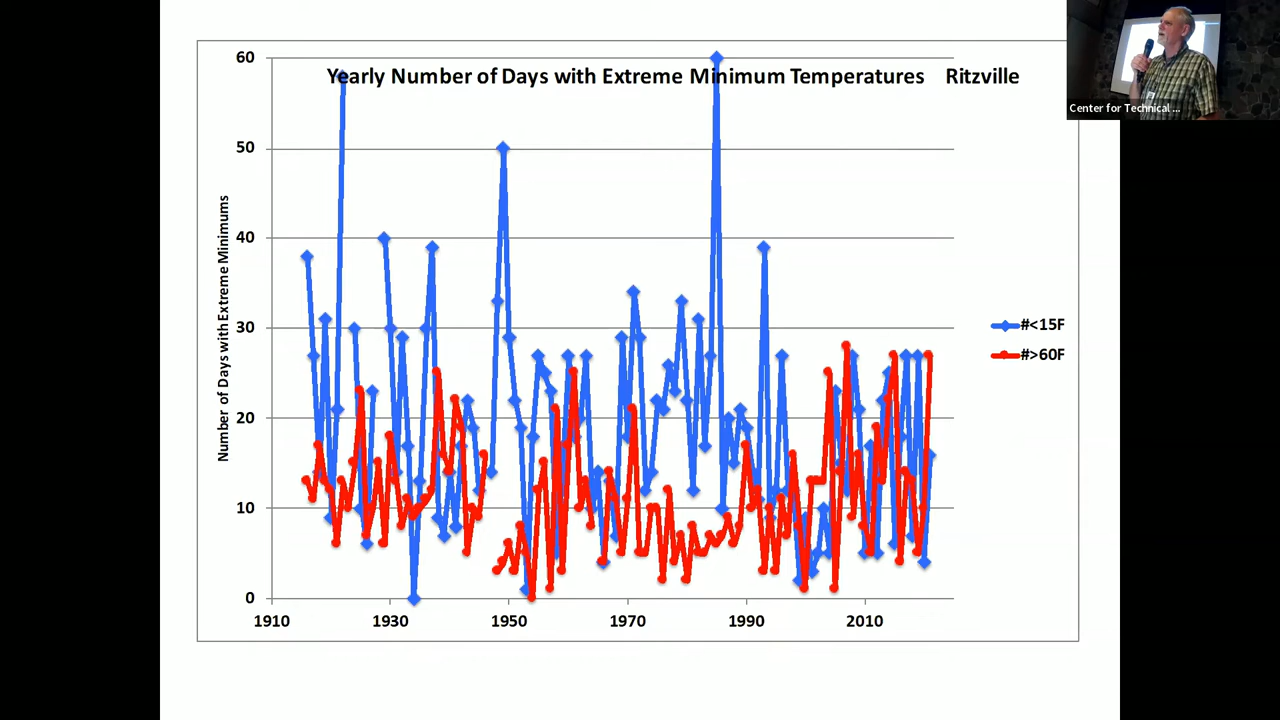 Yearly Number of Days with Extreme Minimum Temperatures Ritzville
Center for Technical ...
Number of Days with Extreme Minimums
60
50
40
30
20
10
0
1910 1930 1950 1970 1990 2010
#<15F
#>60F